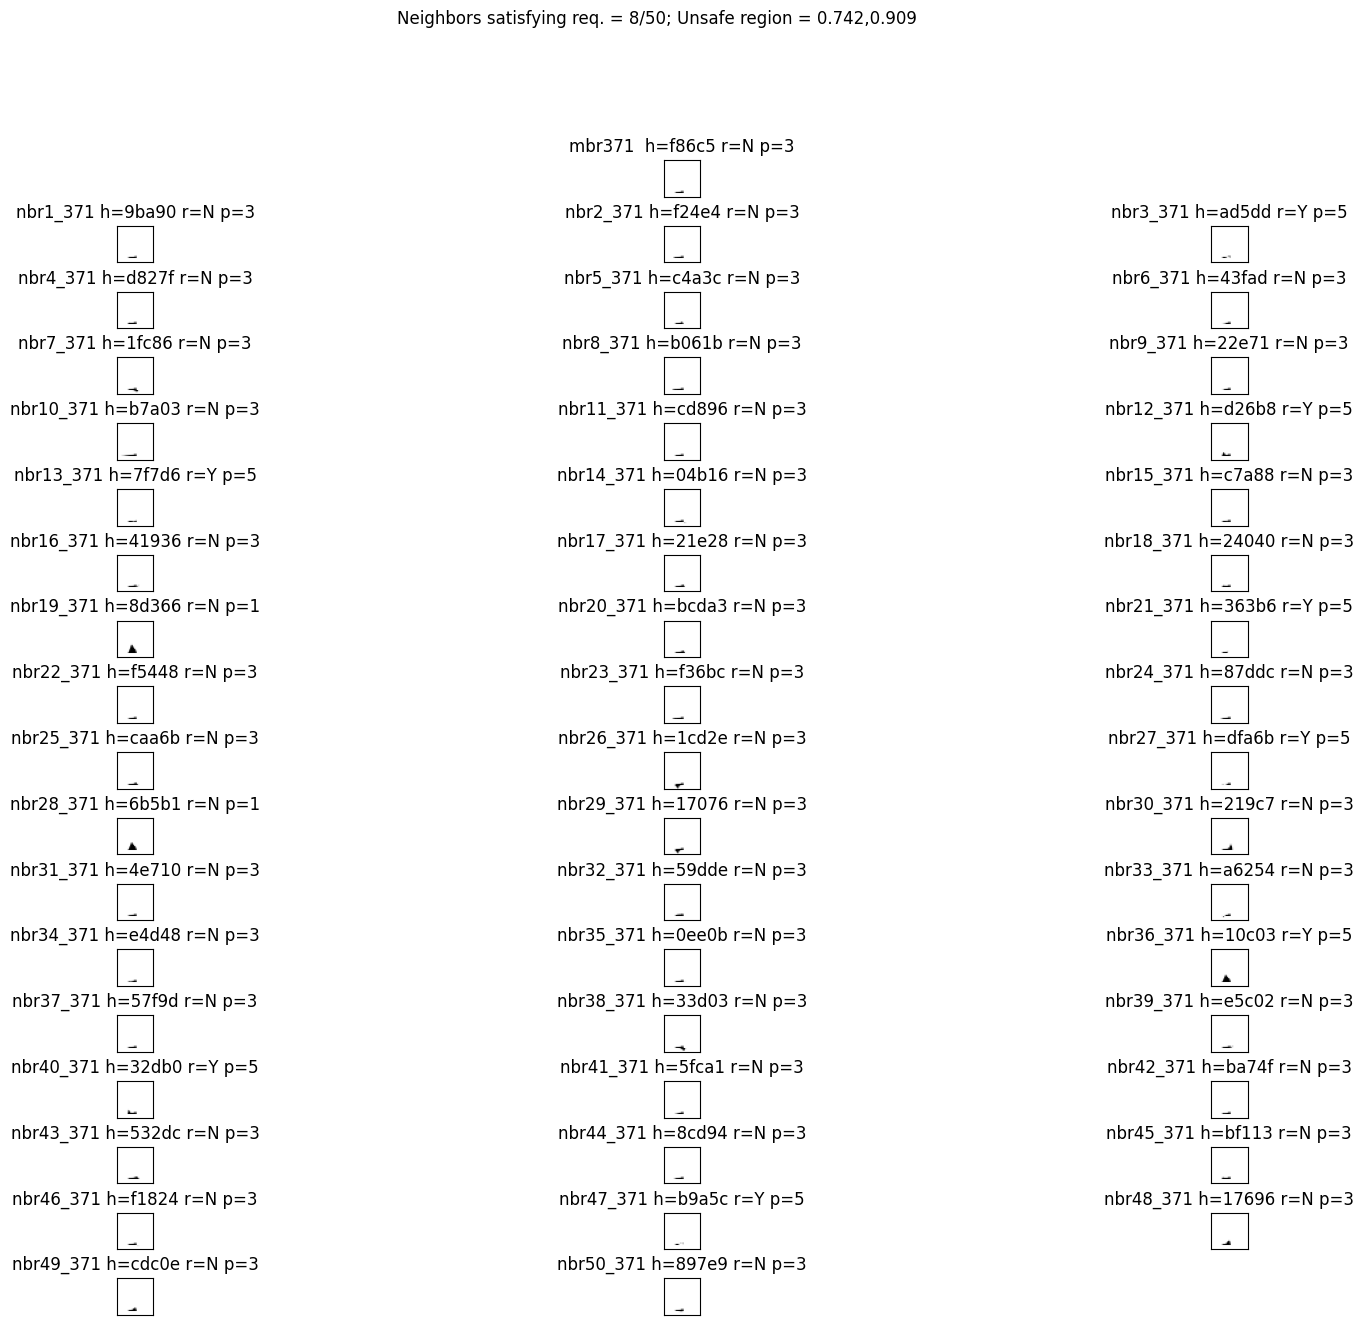 Neighbors satisfying req. = 8/50; Unsafe region = 0.742,0.909
mbr371  h=f86c5 r=N p=3
nbr1_371 h=9ba90 r=N p=3
nbr2_371 h=f24e4 r=N p=3
nbr3_371 h=ad5dd r=Y p=5
nbr4_371 h=d827f r=N p=3
nbr5_371 h=c4a3c r=N p=3
nbr6_371 h=43fad r=N p=3
nbr7_371 h=1fc86 r=N p=3
nbr8_371 h=b061b r=N p=3
nbr9_371 h=22e71 r=N p=3
nbr10_371 h=b7a03 r=N p=3
nbr11_371 h=cd896 r=N p=3
nbr12_371 h=d26b8 r=Y p=5
nbr13_371 h=7f7d6 r=Y p=5
nbr14_371 h=04b16 r=N p=3
nbr15_371 h=c7a88 r=N p=3
nbr16_371 h=41936 r=N p=3
nbr17_371 h=21e28 r=N p=3
nbr18_371 h=24040 r=N p=3
nbr19_371 h=8d366 r=N p=1
nbr20_371 h=bcda3 r=N p=3
nbr21_371 h=363b6 r=Y p=5
nbr22_371 h=f5448 r=N p=3
nbr23_371 h=f36bc r=N p=3
nbr24_371 h=87ddc r=N p=3
nbr25_371 h=caa6b r=N p=3
nbr26_371 h=1cd2e r=N p=3
nbr27_371 h=dfa6b r=Y p=5
nbr28_371 h=6b5b1 r=N p=1
nbr29_371 h=17076 r=N p=3
nbr30_371 h=219c7 r=N p=3
nbr31_371 h=4e710 r=N p=3
nbr32_371 h=59dde r=N p=3
nbr33_371 h=a6254 r=N p=3
nbr34_371 h=e4d48 r=N p=3
nbr35_371 h=0ee0b r=N p=3
nbr36_371 h=10c03 r=Y p=5
nbr37_371 h=57f9d r=N p=3
nbr38_371 h=33d03 r=N p=3
nbr39_371 h=e5c02 r=N p=3
nbr40_371 h=32db0 r=Y p=5
nbr41_371 h=5fca1 r=N p=3
nbr42_371 h=ba74f r=N p=3
nbr43_371 h=532dc r=N p=3
nbr44_371 h=8cd94 r=N p=3
nbr45_371 h=bf113 r=N p=3
nbr46_371 h=f1824 r=N p=3
nbr47_371 h=b9a5c r=Y p=5
nbr48_371 h=17696 r=N p=3
nbr49_371 h=cdc0e r=N p=3
nbr50_371 h=897e9 r=N p=3